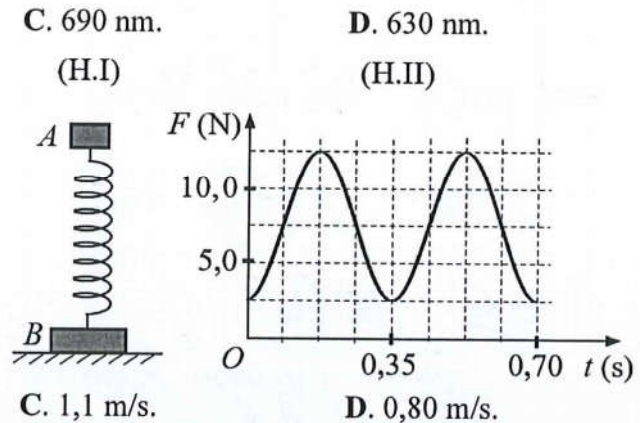 C. 690 nm. D. 630 nm.
(H.I) (H.II)
A
F (N)
10,0
5,0
B
O 0,35 0,70 t (s)
C. 1,1 m/s. D. 0,80 m/s.